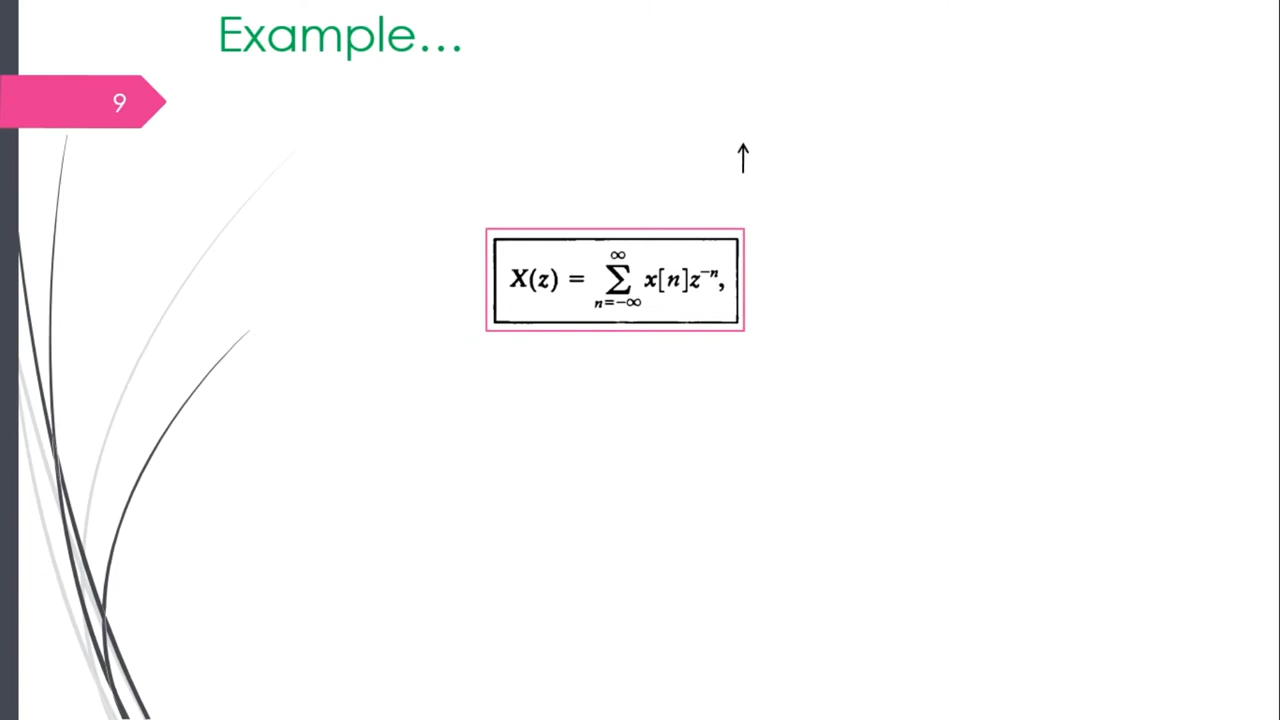 Example...
9
↑
X(z) = ∑_{n=-∞}^{∞} x[n]z^{-n},